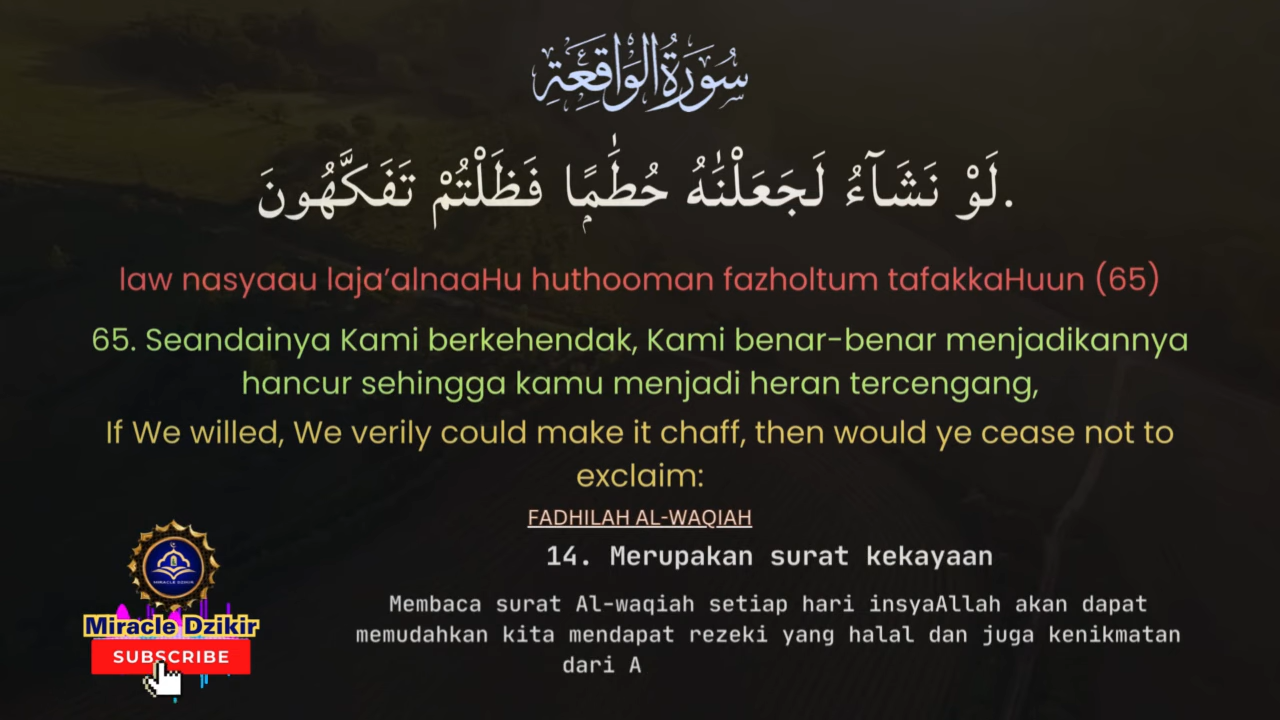 سُورَةُ الْوَاقِعَةِ
لَوْ نَشَآءُ لَجَعَلْنٰهُ حُطٰمًا فَظَلْتُمْ تَفَكَّهُونَ.
law nasyaau laja’alnaaHu huthooman fazholtum tafakkaHuun (65)
65. Seandainya Kami berkehendak, Kami benar-benar menjadikannya
hancur sehingga kamu menjadi heran tercengang,
If We willed, We verily could make it chaff, then would ye cease not to
exclaim:
FADHILAH AL-WAQIAH
14. Merupakan surat kekayaan
Membaca surat Al-waqiah setiap hari insyaAllah akan dapat
memudahkan kita mendapat rezeki yang halal dan juga kenikmatan
dari A
MIRACLE DZIKIR
Miracle Dzikir
SUBSCRIBE